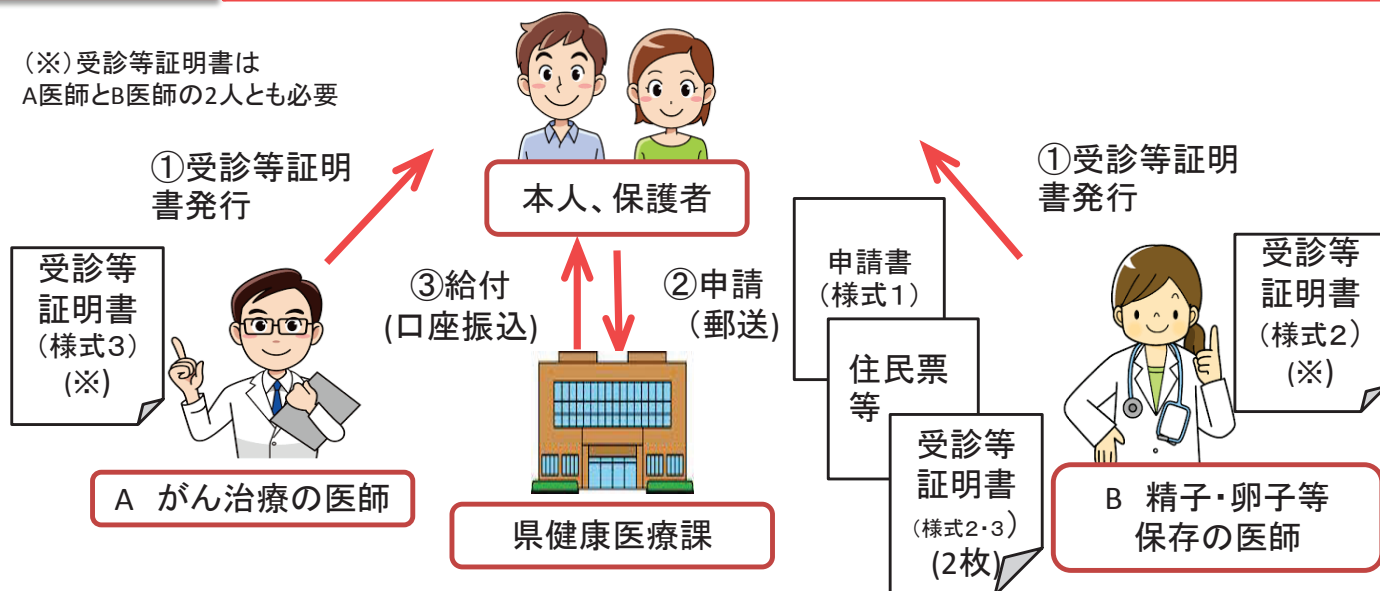 (※)受診等証明書は
A医師とB医師の2人とも必要
①受診等証明
書発行
本人、保護者
①受診等証明
書発行
受診等
証明書
(様式3)
(※)
③給付
(口座振込)
②申請
(郵送)
申請書
(様式1)
住民票
等
受診等
証明書
(様式2・3)
(2枚)
受診等
証明書
(様式2)
(※)
A がん治療の医師
県健康医療課
B 精子・卵子等
保存の医師